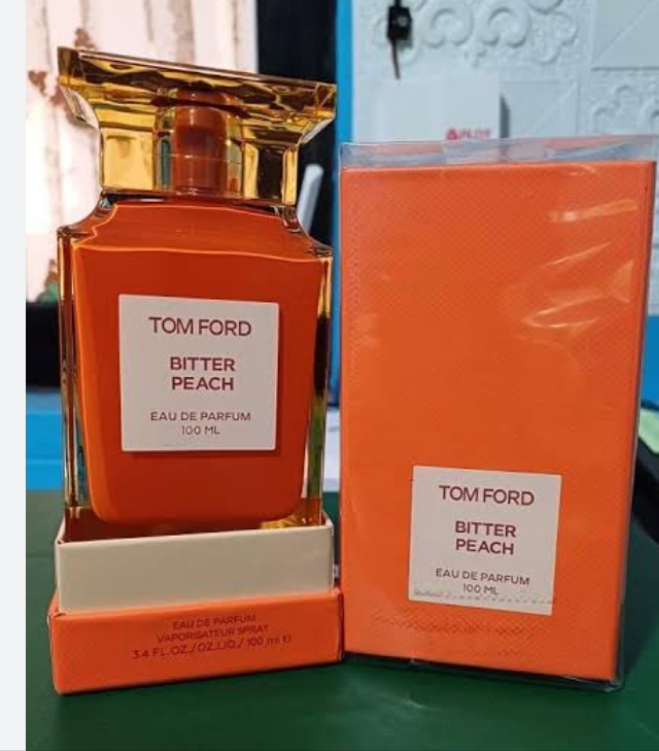 TOM FORD
BITTER
PEACH
EAU DE PARFUM
100 ML
EAU DE PARFUM
VAPORISATEUR SPRAY
3.4 FL.OZ./OZ.LIQ./ 100 ml e
TOM FORD
BITTER
PEACH
EAU DE PARFUM
100 ML